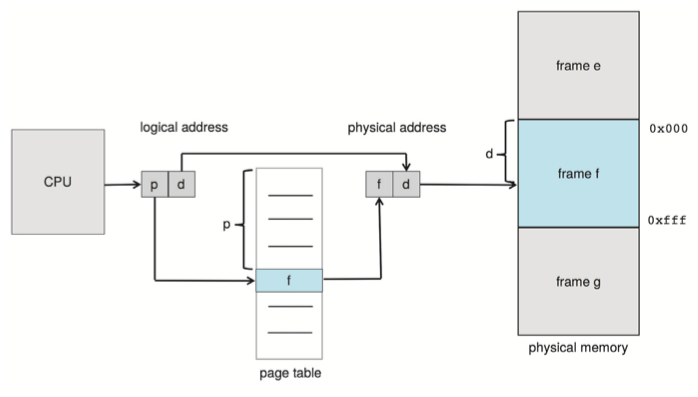 frame e
logical address
physical address
0x000
d
CPU
p d
f d
frame f
p
0xfff
f
frame g
physical memory
page table